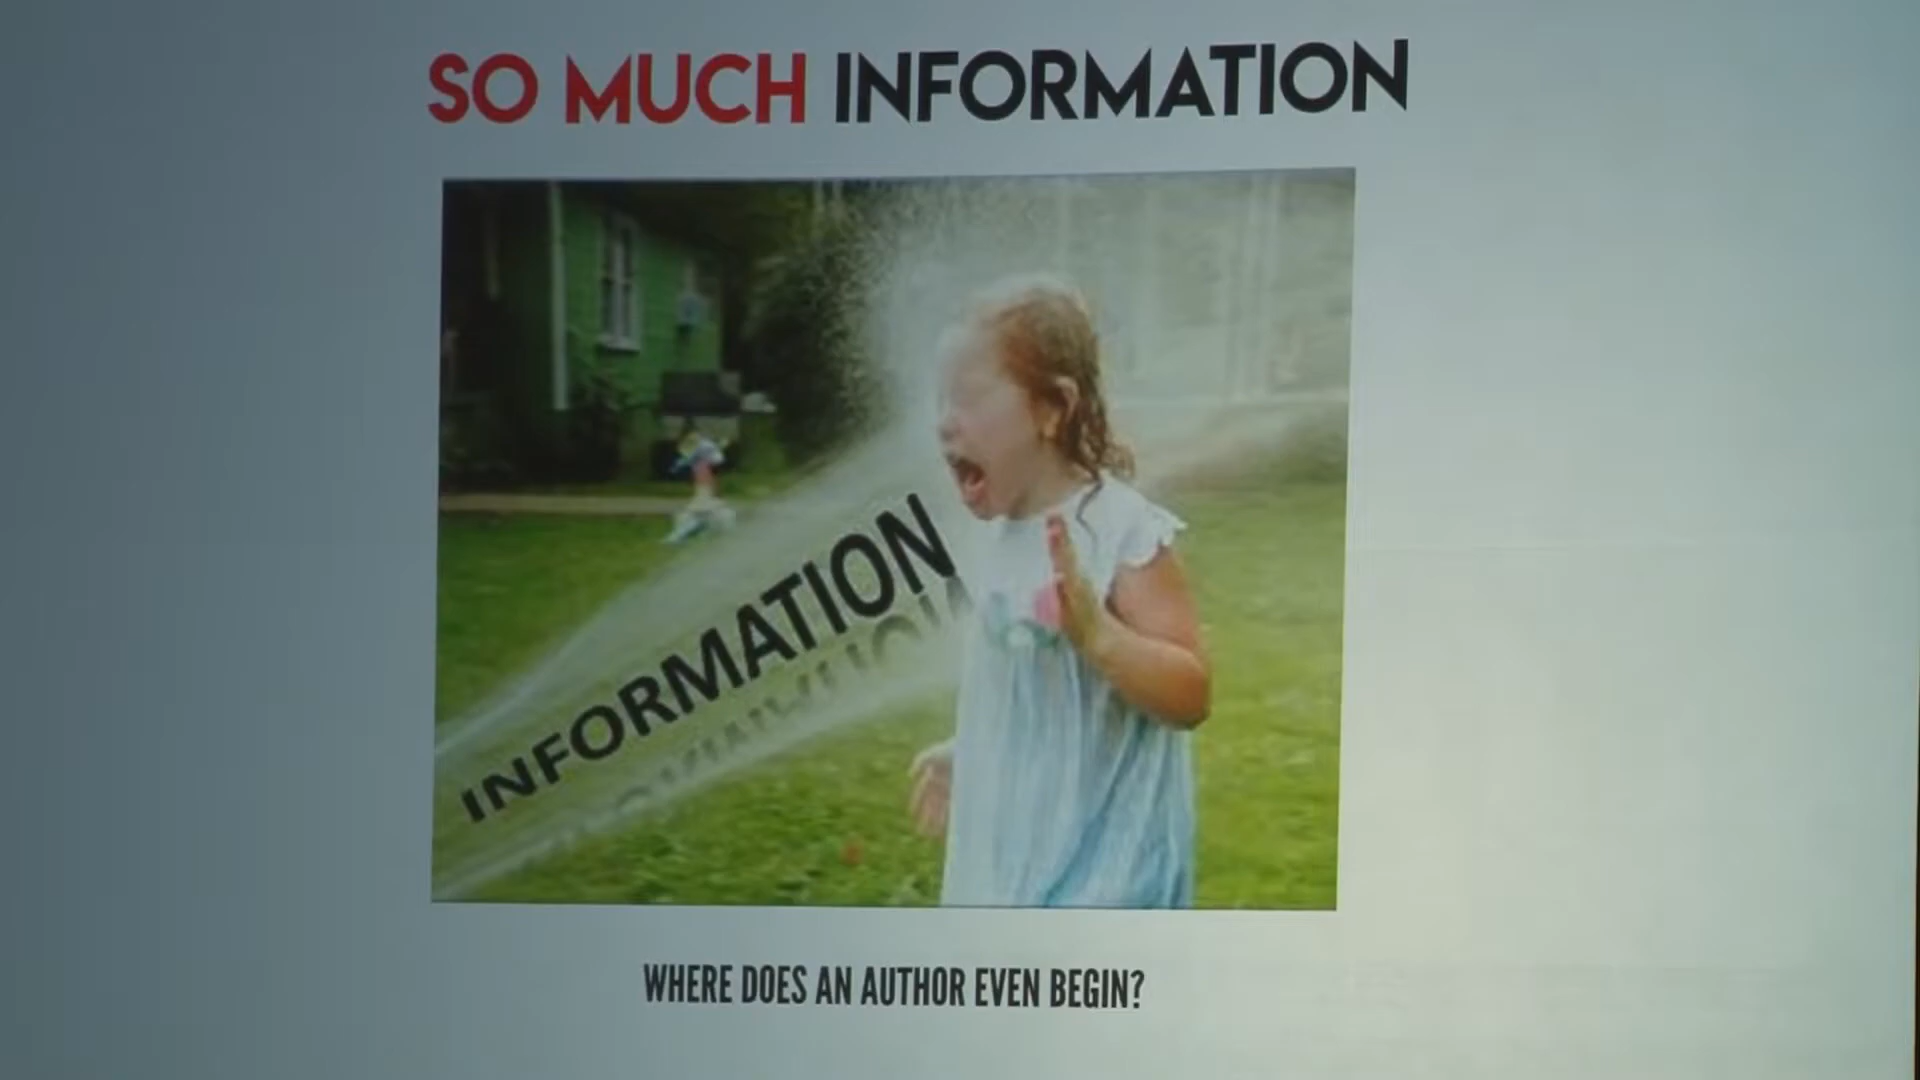 SO MUCH INFORMATION
INFORMATION
WHERE DOES AN AUTHOR EVEN BEGIN?